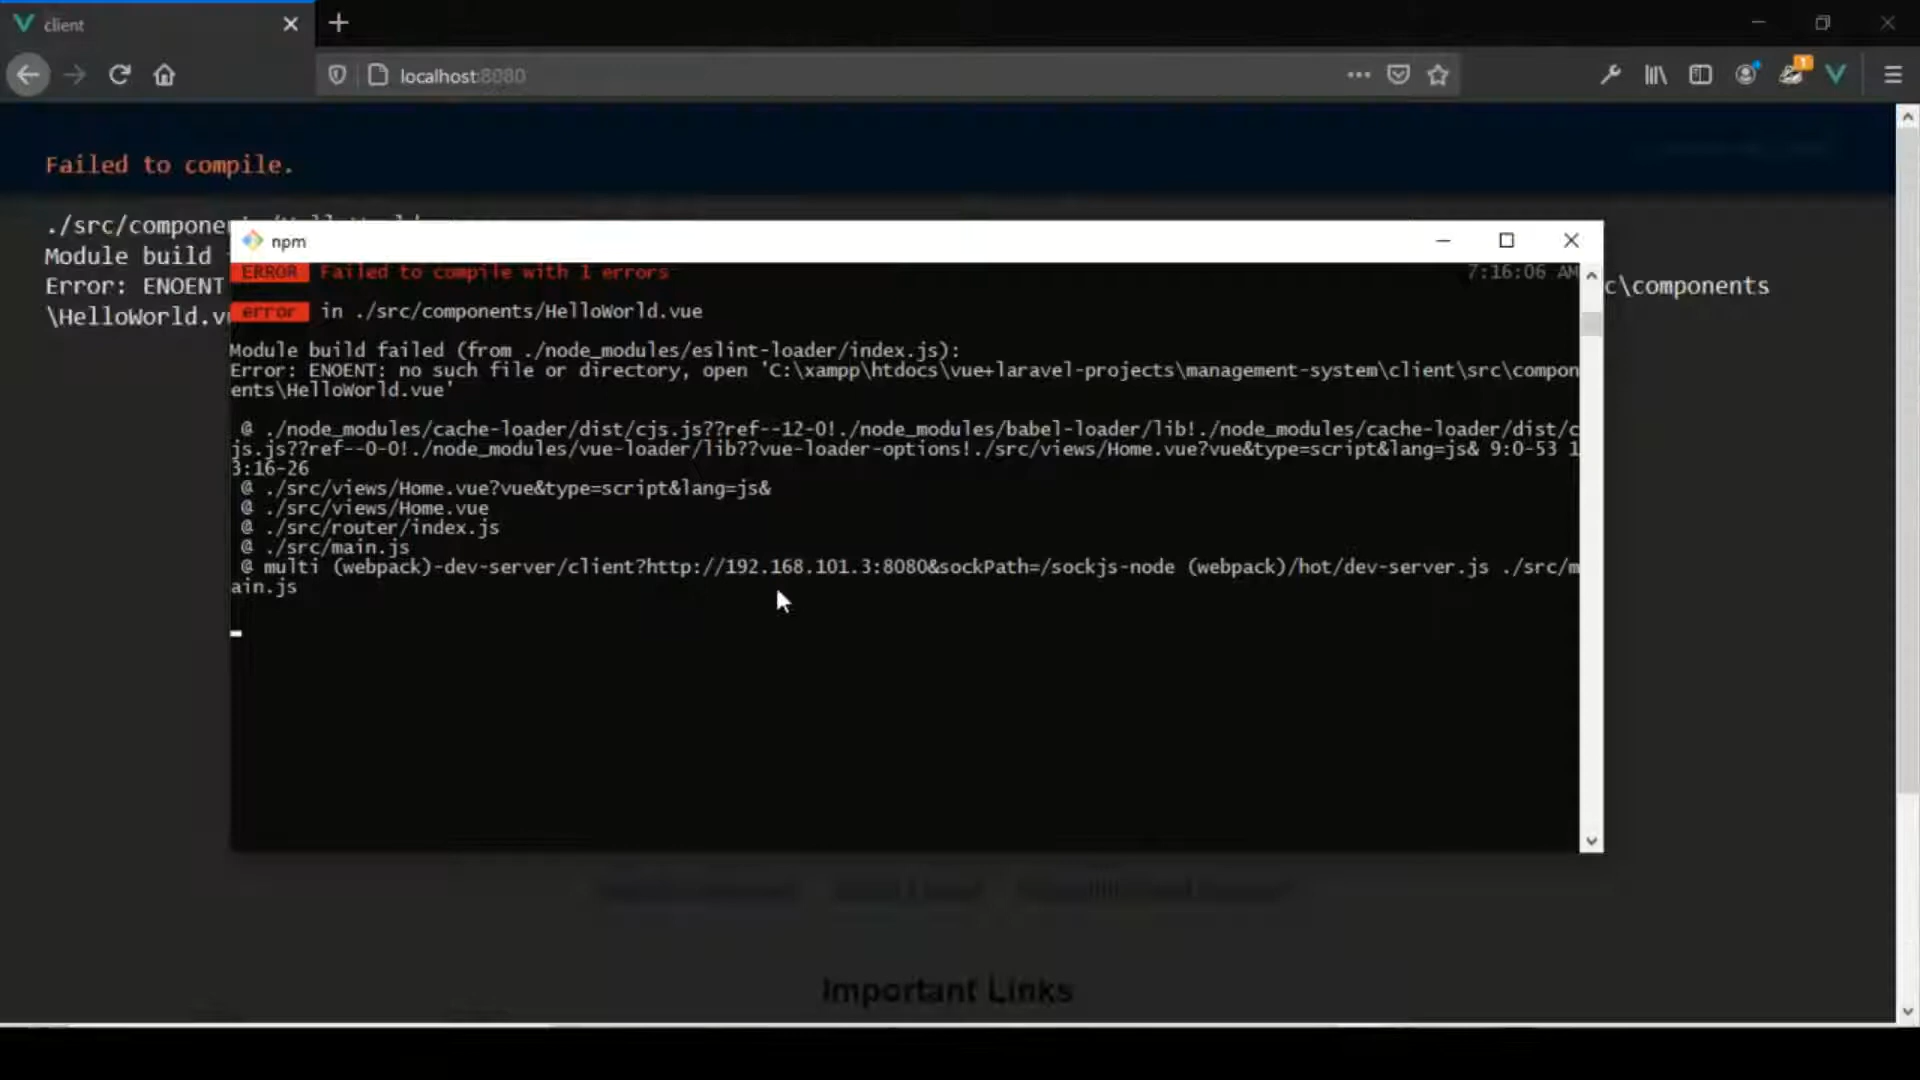 client
localhost:8080
1
Failed to compile.
./src/componen
Module build
Error: ENOENT
c\components
\HelloWorld.v
npm
ERROR Failed to compile with 1 errors 7:16:06 AM
error in ./src/components/HelloWorld.vue
Module build failed (from ./node_modules/eslint-loader/index.js):
Error: ENOENT: no such file or directory, open 'C:\xampp\htdocs\vue+laravel-projects\management-system\client\src\compon
ents\HelloWorld.vue'
@ ./node_modules/cache-loader/dist/cjs.js??ref--12-0!./node_modules/babel-loader/lib!./node_modules/cache-loader/dist/c
js.js??ref--0-0!./node_modules/vue-loader/lib??vue-loader-options!./src/views/Home.vue?vue&type=script&lang=js& 9:0-53 1
3:16-26
@ ./src/views/Home.vue?vue&type=script&lang=js&
@ ./src/views/Home.vue
@ ./src/router/index.js
@ ./src/main.js
@ multi (webpack)-dev-server/client?http://192.168.101.3:8080&sockPath=/sockjs-node (webpack)/hot/dev-server.js ./src/m
ain.js
Important Links